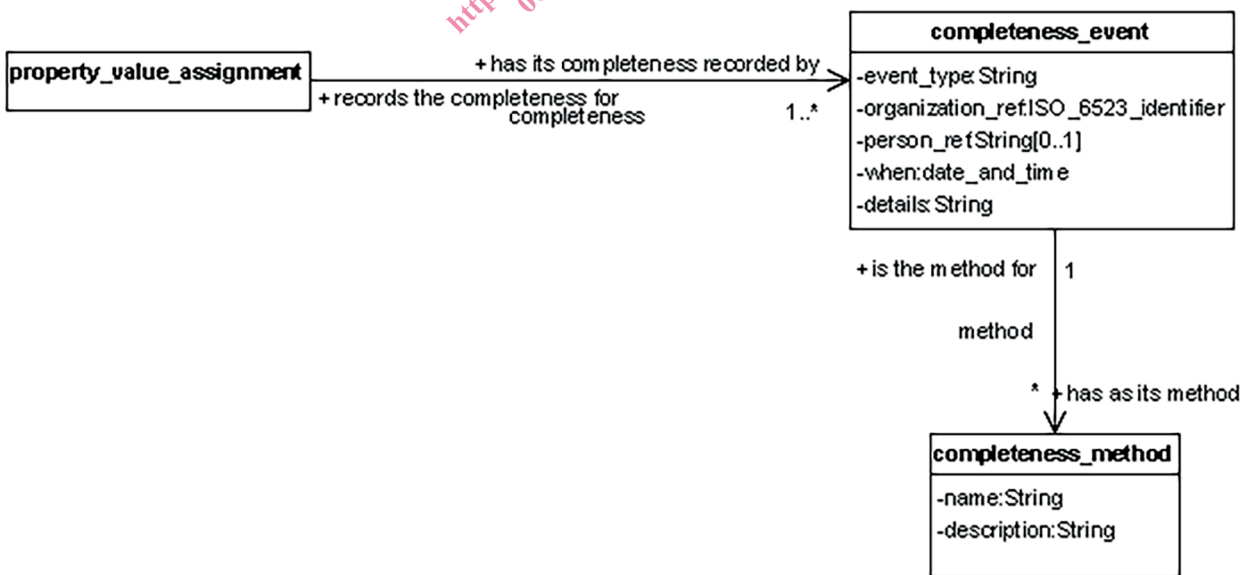 completeness_event
property_value_assignment
+has its completeness recorded by
+records the completeness for
completeness
1..*
-event_type:String
-organization_ref:ISO_6523_identifier
-person_ref:String[0..1]
-when:date_and_time
-details:String
+is the method for 1
method
* +has as its method
completeness_method
-name:String
-description:String